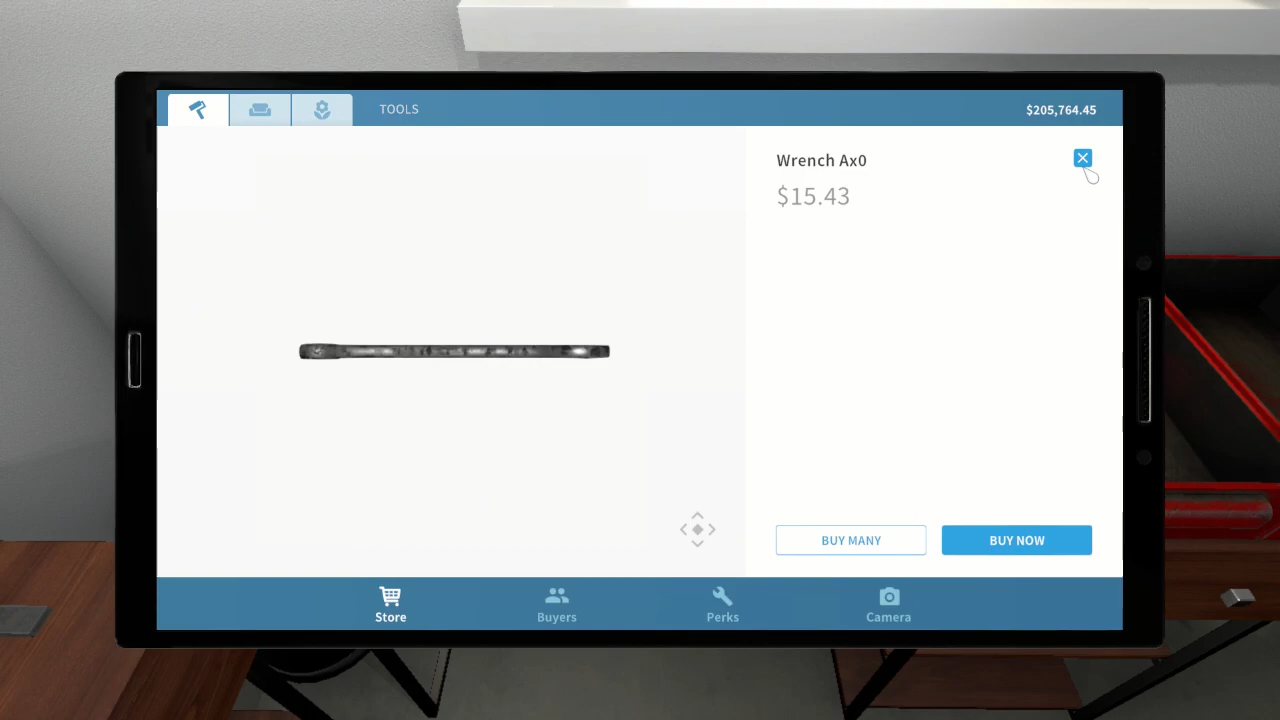 TOOLS
$205,764.45
Wrench Ax0
$15.43
BUY MANY
BUY NOW
Store
Buyers
Perks
Camera